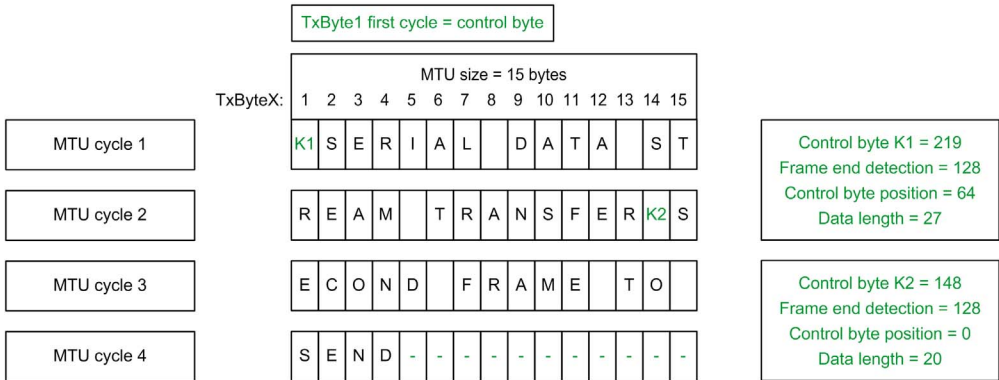 TxByte1 first cycle = control byte
MTU size = 15 bytes
TxByteX: 1 2 3 4 5 6 7 8 9 10 11 12 13 14 15
MTU cycle 1 K1 S E R I A L D A T A S T
MTU cycle 2 R E A M T R A N S F E R K2 S
MTU cycle 3 E C O N D F R A M E T O
MTU cycle 4 S E N D - - - - - - - - - - -
Control byte K1 = 219
Frame end detection = 128
Control byte position = 64
Data length = 27
Control byte K2 = 148
Frame end detection = 128
Control byte position = 0
Data length = 20